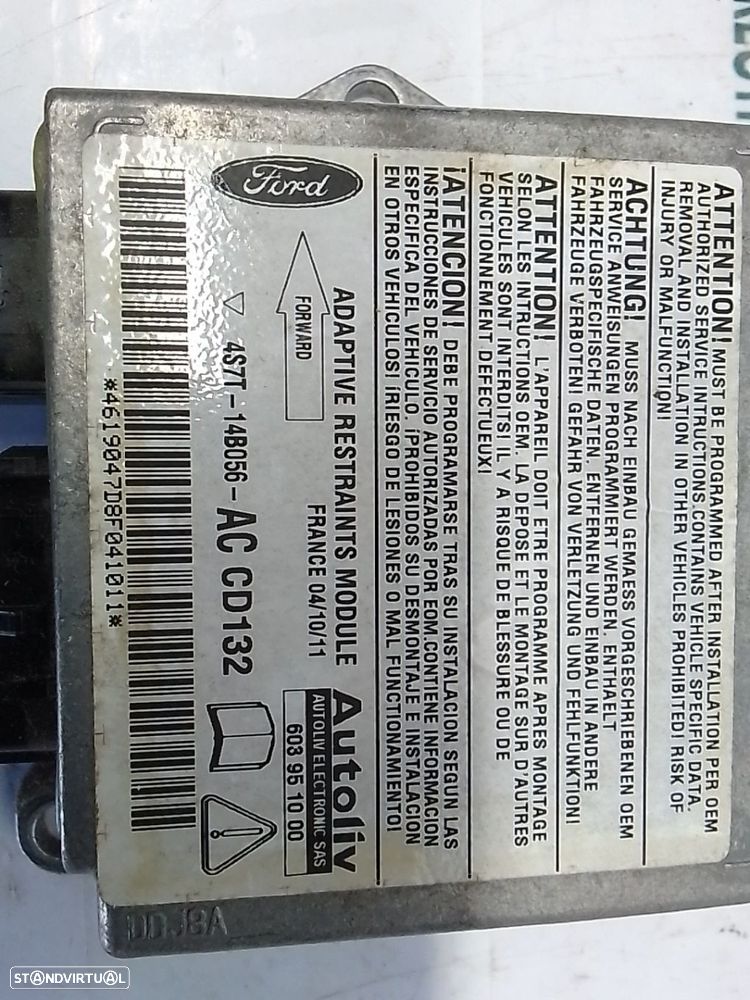 ATTENTION! MUST BE PROGRAMMED AFTER INSTALLATION PER OEM
AUTHORIZED SERVICE INTRUCTIONS.CONTAINS VEHICLE SPECIFIC DATA.
REMOVAL AND INSTALLATION IN OTHER VEHICLES PROHIBITED! RISK OF
INJURY OR MALFUNCTION!
ACHTUNG! MUSS NACH EINBAU GEMAESS VORGESCHRIEBENEN OEM
SERVICE ANWEISUNGEN PROGRAMMIERT WERDEN. ENTHAELT
FAHRZEUGSPECIFISCHE DATEN. ENTFERNEN UND EINBAU IN ANDERE
FAHRZEUGE VERBOTEN! GEFAHR VON VERLETZUNG UND FEHLFUNKTION!
ATTENTION! L'APPAREIL DOIT ETRE PROGRAMME APRES MONTAGE
SELON LES INTRUCTIONS OEM. LA DEPOSE ET LE MONTAGE SUR D'AUTRES
VEHICULES SONT INTERDITS! IL Y A RISQUE DE BLESSURE OU DE
FONCTIONNEMENT DEFECTUEUX!
¡ATENCION! DEBE PROGRAMARSE TRAS SU INSTALACION SEGUN LAS
INSTRUCCIONES DE SERVICIO AUTORIZADAS POR EOM.CONTIENE INFORMACION
ESPECIFICA DEL VEHICULO. ¡PROHIBIDOS SU DESMONTAJE E INSTALACION
EN OTROS VEHICULOS! ¡RIESGO DE LESIONES O MAL FUNCTIONAMIENTO!
Ford
ADAPTIVE RESTRAINTS MODULE
FORWARD
FRANCE 04/10/11
4S7T-14B056-AC CD132
*4619047D8F041011*
Autoliv
AUTOLIV ELECTRONIC SAS
603 95 10 00
DDJBA
STANDVIRTUAL